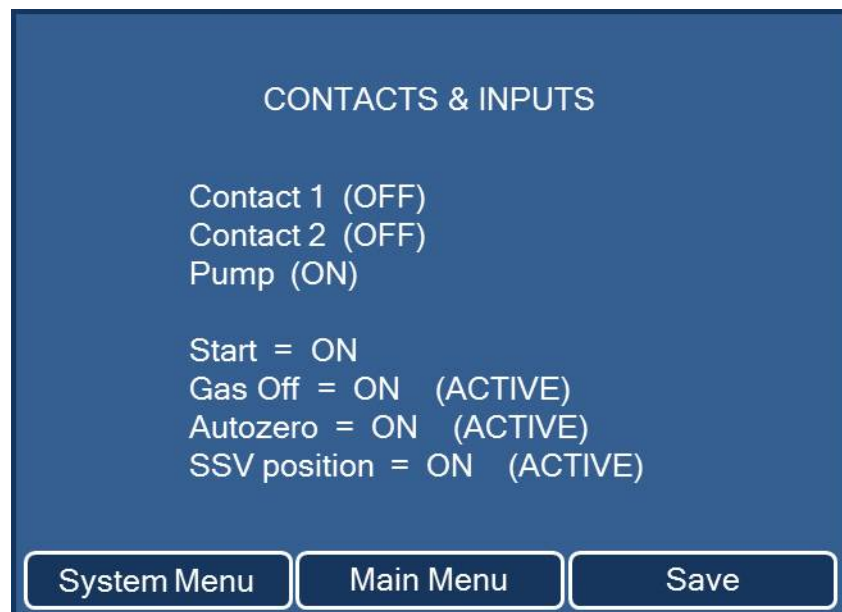 CONTACTS & INPUTS
Contact 1 (OFF)
Contact 2 (OFF)
Pump (ON)
Start = ON
Gas Off = ON (ACTIVE)
Autozero = ON (ACTIVE)
SSV position = ON (ACTIVE)
System Menu Main Menu Save